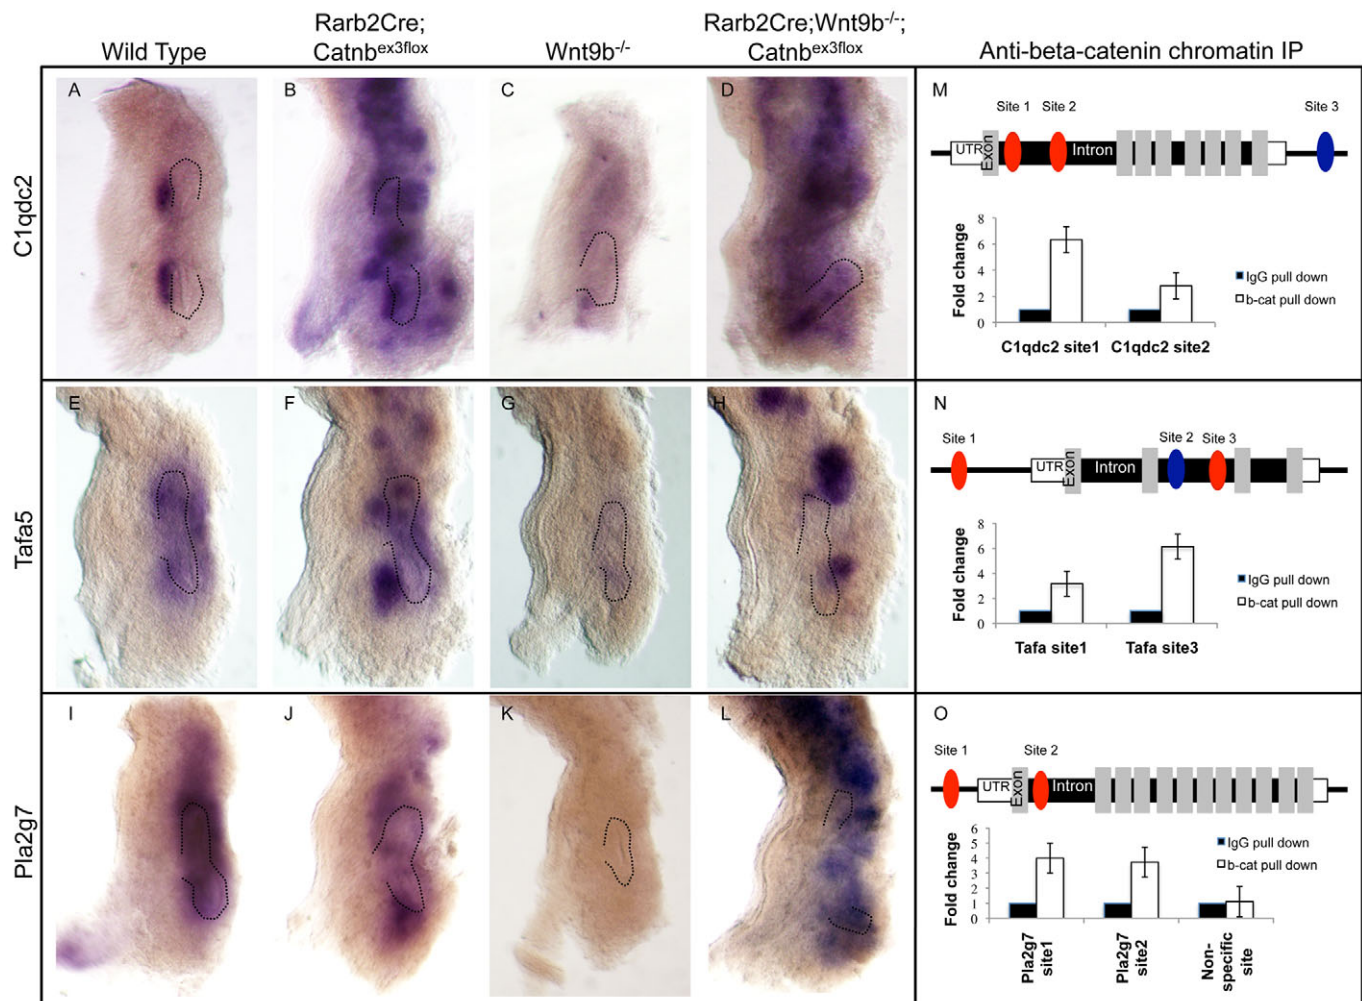 Wild Type
Rarb2Cre;
Catnb^ex3flox
Wnt9b^-/-
Rarb2Cre;Wnt9b^-/-;
Catnb^ex3flox
Anti-beta-catenin chromatin IP
C1qdc2
A
B
C
D
M
Site 1
Site 2
Site 3
UTR
Exon
Intron
Fold change
8
6
4
2
0
IgG pull down
b-cat pull down
C1qdc2 site1
C1qdc2 site2
Tafa5
E
F
G
H
N
Site 1
Site 2
Site 3
UTR
Exon
Intron
Fold change
8
6
4
2
0
IgG pull down
b-cat pull down
Tafa site1
Tafa site3
Pla2g7
I
J
K
L
O
Site 1
Site 2
UTR
Exon
Intron
Fold change
6
5
4
3
2
1
0
IgG pull down
b-cat pull down
Pla2g7
site1
Pla2g7
site2
Non-
specific
site